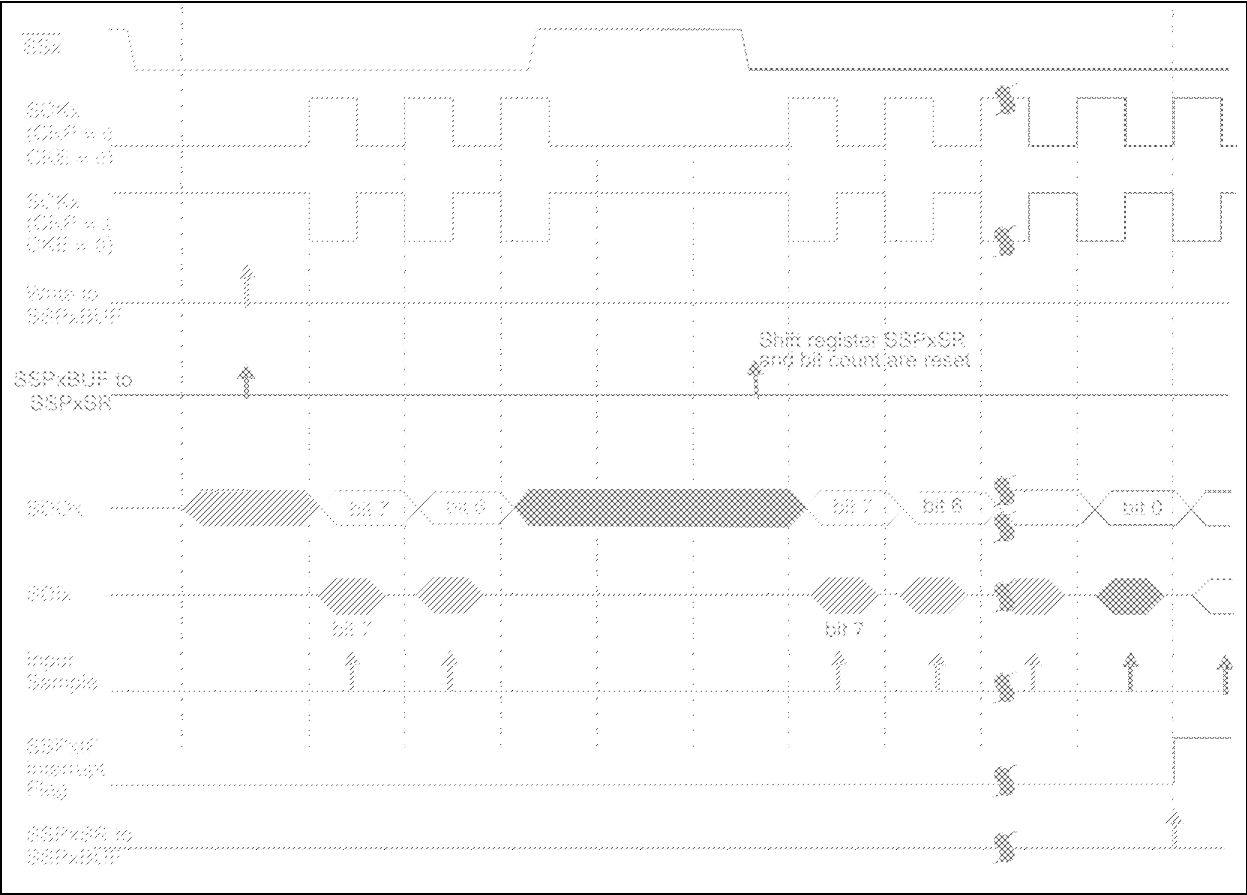 SSx
SCKx
(CKP = 0
CKE = 0)
SCKx
(CKP = 1
CKE = 0)
Write to
SSPxBUF
Shift register SSPxSR
and bit count are reset
SSPxBUF to
SSPxSR
SDOx
bit 7
bit 6
bit 7
bit 6
bit 0
SDIx
bit 7
bit 7
Input
Sample
SSPxIF
Interrupt
Flag
SSPxSR to
SSPxBUF